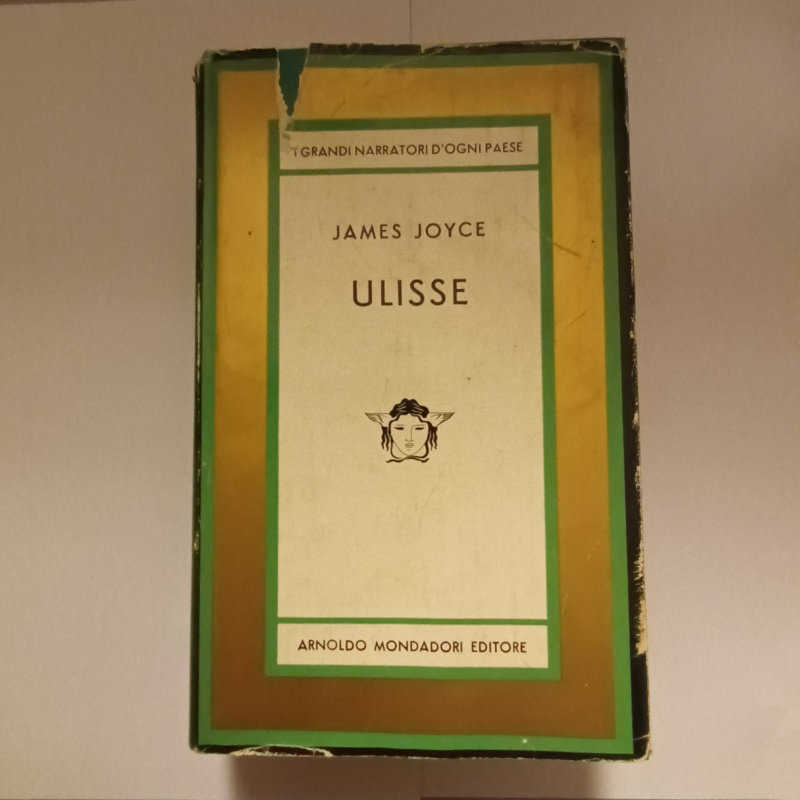 I GRANDI NARRATORI D'OGNI PAESE
JAMES JOYCE
ULISSE
ARNOLDO MONDADORI EDITORE